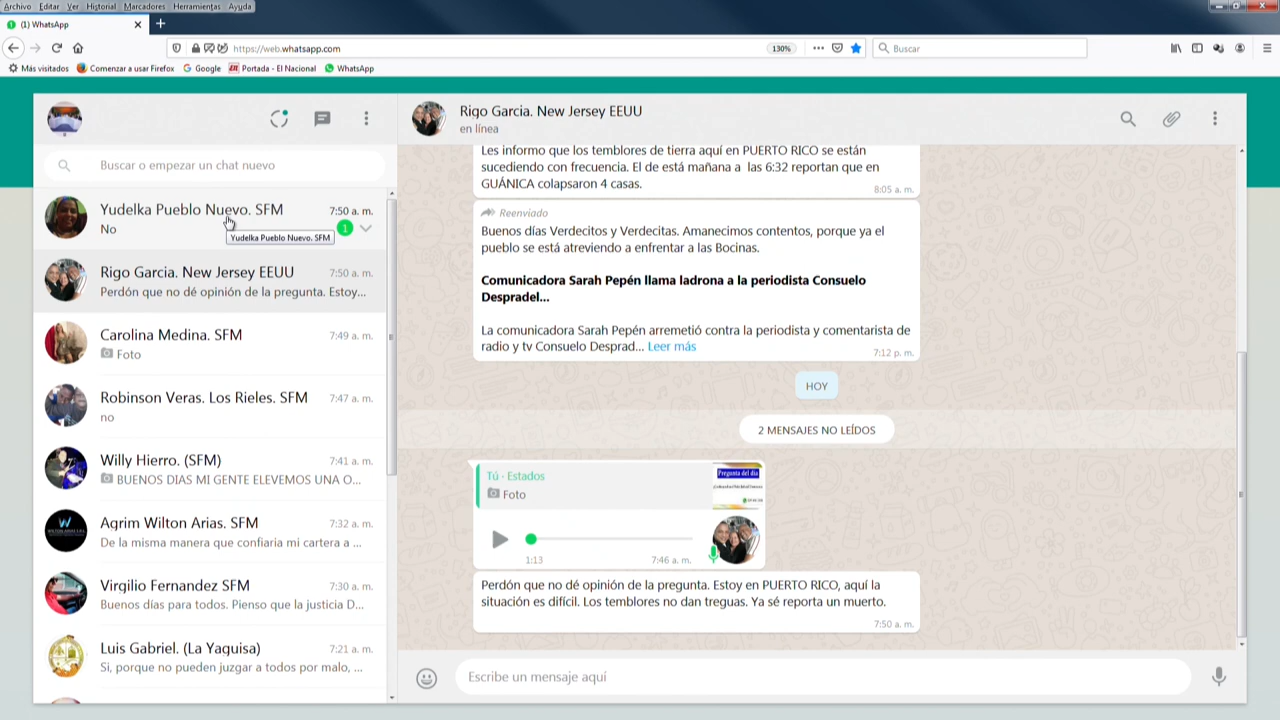 Archivo Editar Ver Historial Marcadores Herramientas Ayuda
(1) WhatsApp
https://web.whatsapp.com
130%
Buscar
Más visitados Comenzar a usar Firefox Google Portada - El Nacional WhatsApp
Buscar o empezar un chat nuevo
Yudelka Pueblo Nuevo. SFM 7:50 a. m.
No 1
Yudelka Pueblo Nuevo. SFM
Rigo Garcia. New Jersey EEUU 7:50 a. m.
Perdón que no dé opinión de la pregunta. Estoy...
Carolina Medina. SFM 7:49 a. m.
Foto
Robinson Veras. Los Rieles. SFM 7:47 a. m.
no
Willy Hierro. (SFM) 7:41 a. m.
BUENOS DIAS MI GENTE ELEVEMOS UNA O...
Agrim Wilton Arias. SFM 7:32 a. m.
De la misma manera que confiaria mi cartera a ...
Virgilio Fernandez SFM 7:30 a. m.
Buenos días para todos. Pienso que la justicia D...
Luis Gabriel. (La Yaguisa) 7:21 a. m.
Si, porque no pueden juzgar a todos por malo, ...
Rigo Garcia. New Jersey EEUU
en línea
Les informo que los temblores de tierra aquí en PUERTO RICO se están
sucediendo con frecuencia. El de está mañana a las 6:32 reportan que en
GUÁNICA colapsaron 4 casas.
8:05 a. m.
Reenviado
Buenos días Verdecitos y Verdecitas. Amanecimos contentos, porque ya el
pueblo se está atreviendo a enfrentar a las Bocinas.
Comunicadora Sarah Pepén llama ladrona a la periodista Consuelo
Despradel...
La comunicadora Sarah Pepén arremetió contra la periodista y comentarista de
radio y tv Consuelo Desprad... Leer más
7:12 p. m.
HOY
2 MENSAJES NO LEÍDOS
Tú · Estados
Foto
Pregunta del día
1:13 7:46 a. m.
Perdón que no dé opinión de la pregunta. Estoy en PUERTO RICO, aquí la
situación es difícil. Los temblores no dan treguas. Ya sé reporta un muerto.
7:50 a. m.
Escribe un mensaje aquí